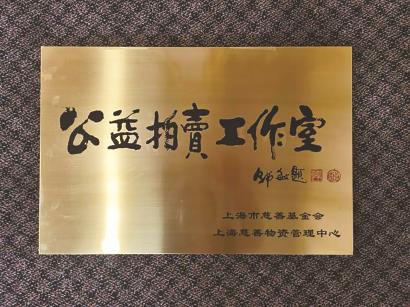 公益拍賣工作室
上海市慈善基金会
上海慈善物资管理中心